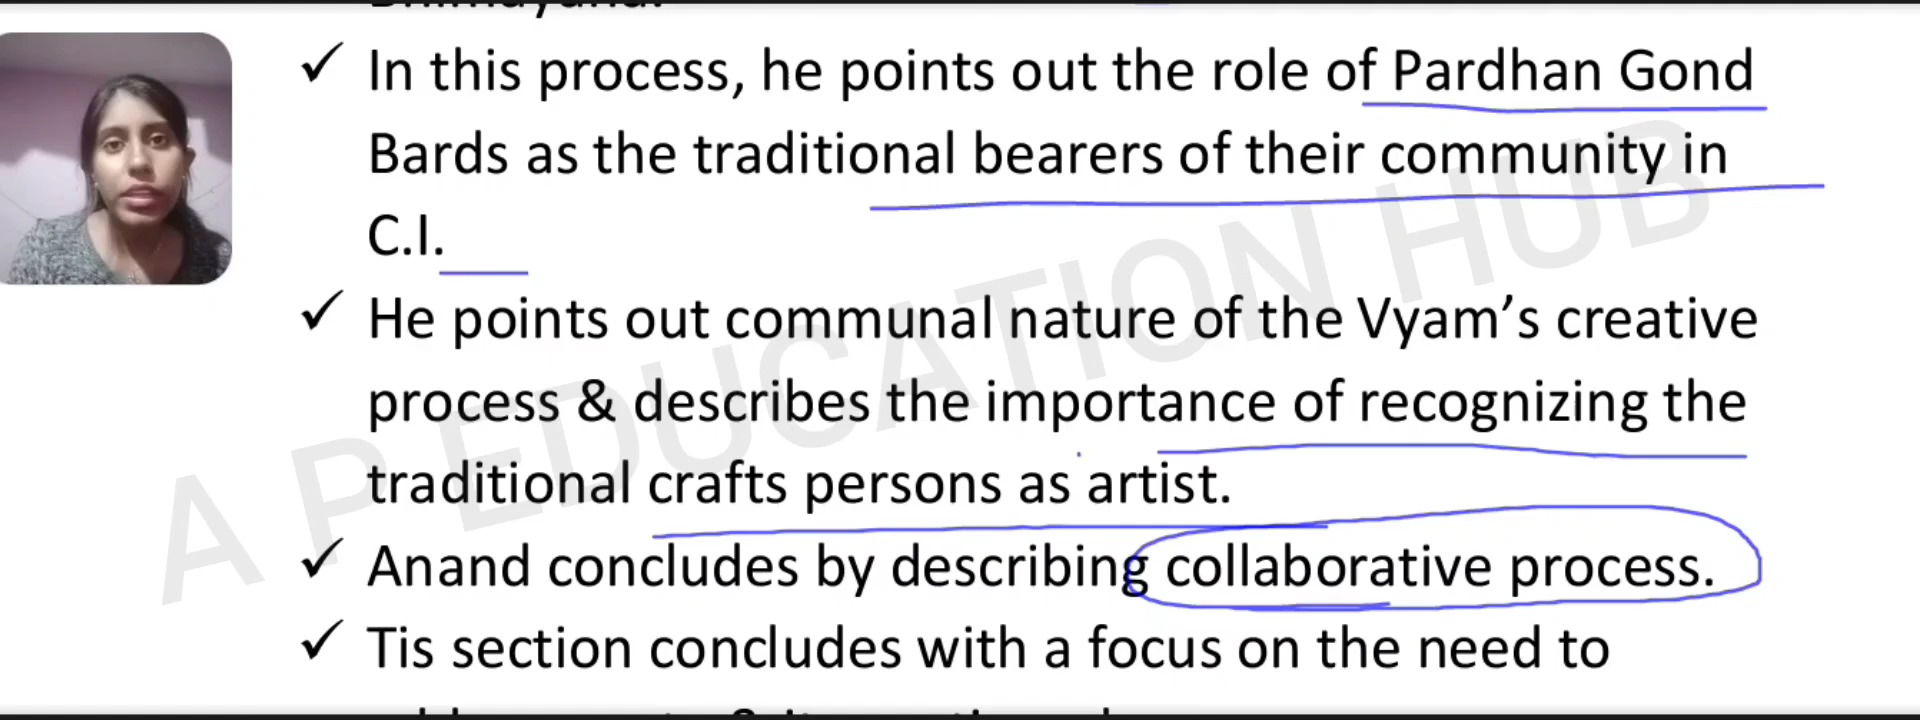 ✓ In this process, he points out the role of Pardhan Gond
Bards as the traditional bearers of their community in
C.I.
✓ He points out communal nature of the Vyam’s creative
process & describes the importance of recognizing the
traditional crafts persons as artist.
✓ Anand concludes by describing collaborative process.
✓ Tis section concludes with a focus on the need to
A P EDUCATION HUB